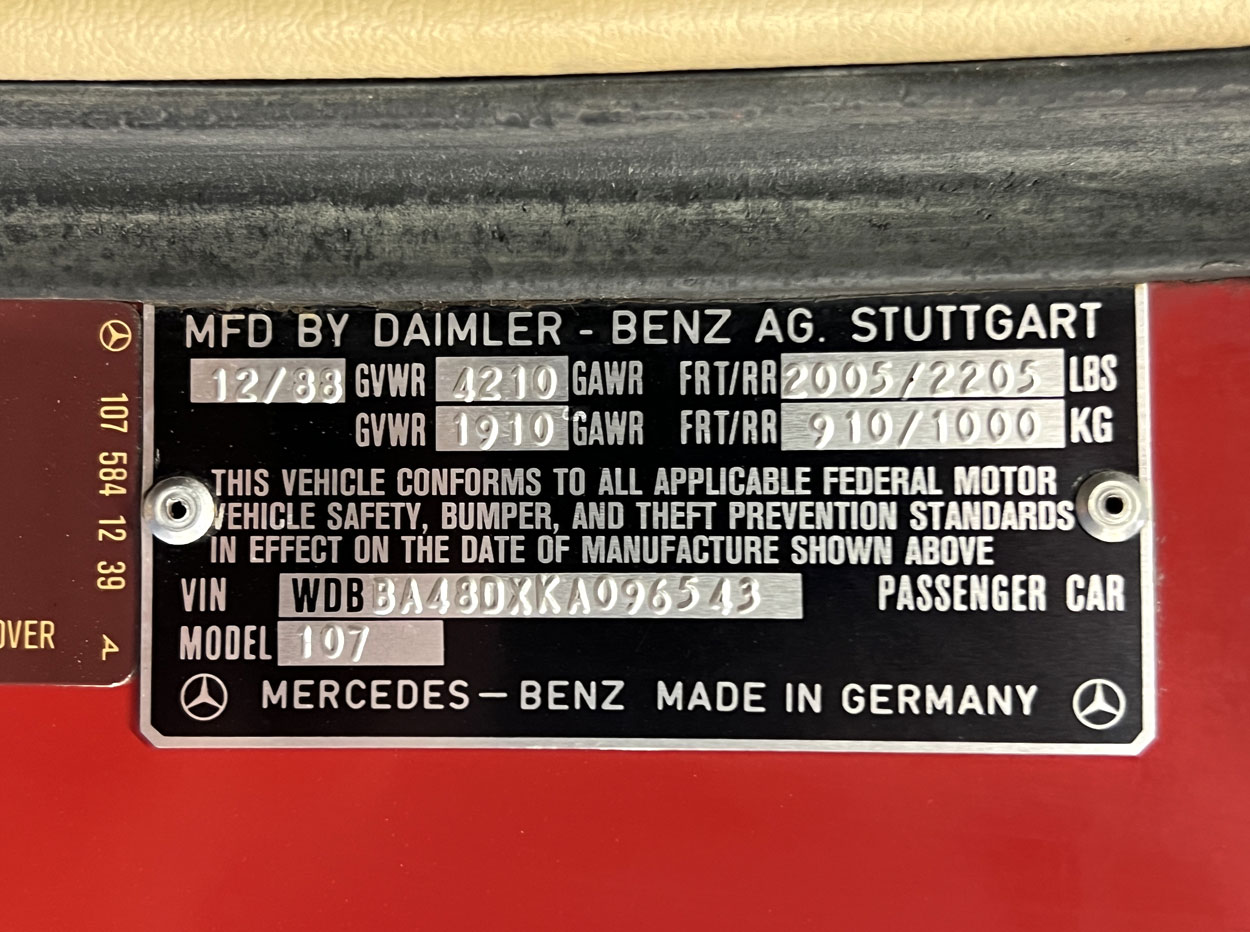 MFD BY DAIMLER - BENZ AG. STUTTGART
12/88 GVWR 4210 GAWR FRT/RR 2005/2205 LBS
GVWR 1910 GAWR FRT/RR 910/1000 KG
THIS VEHICLE CONFORMS TO ALL APPLICABLE FEDERAL MOTOR
VEHICLE SAFETY, BUMPER, AND THEFT PREVENTION STANDARDS
IN EFFECT ON THE DATE OF MANUFACTURE SHOWN ABOVE
VIN WDBBA48DXKA096543 PASSENGER CAR
MODEL 107
MERCEDES-BENZ MADE IN GERMANY
107 584 12 39 A